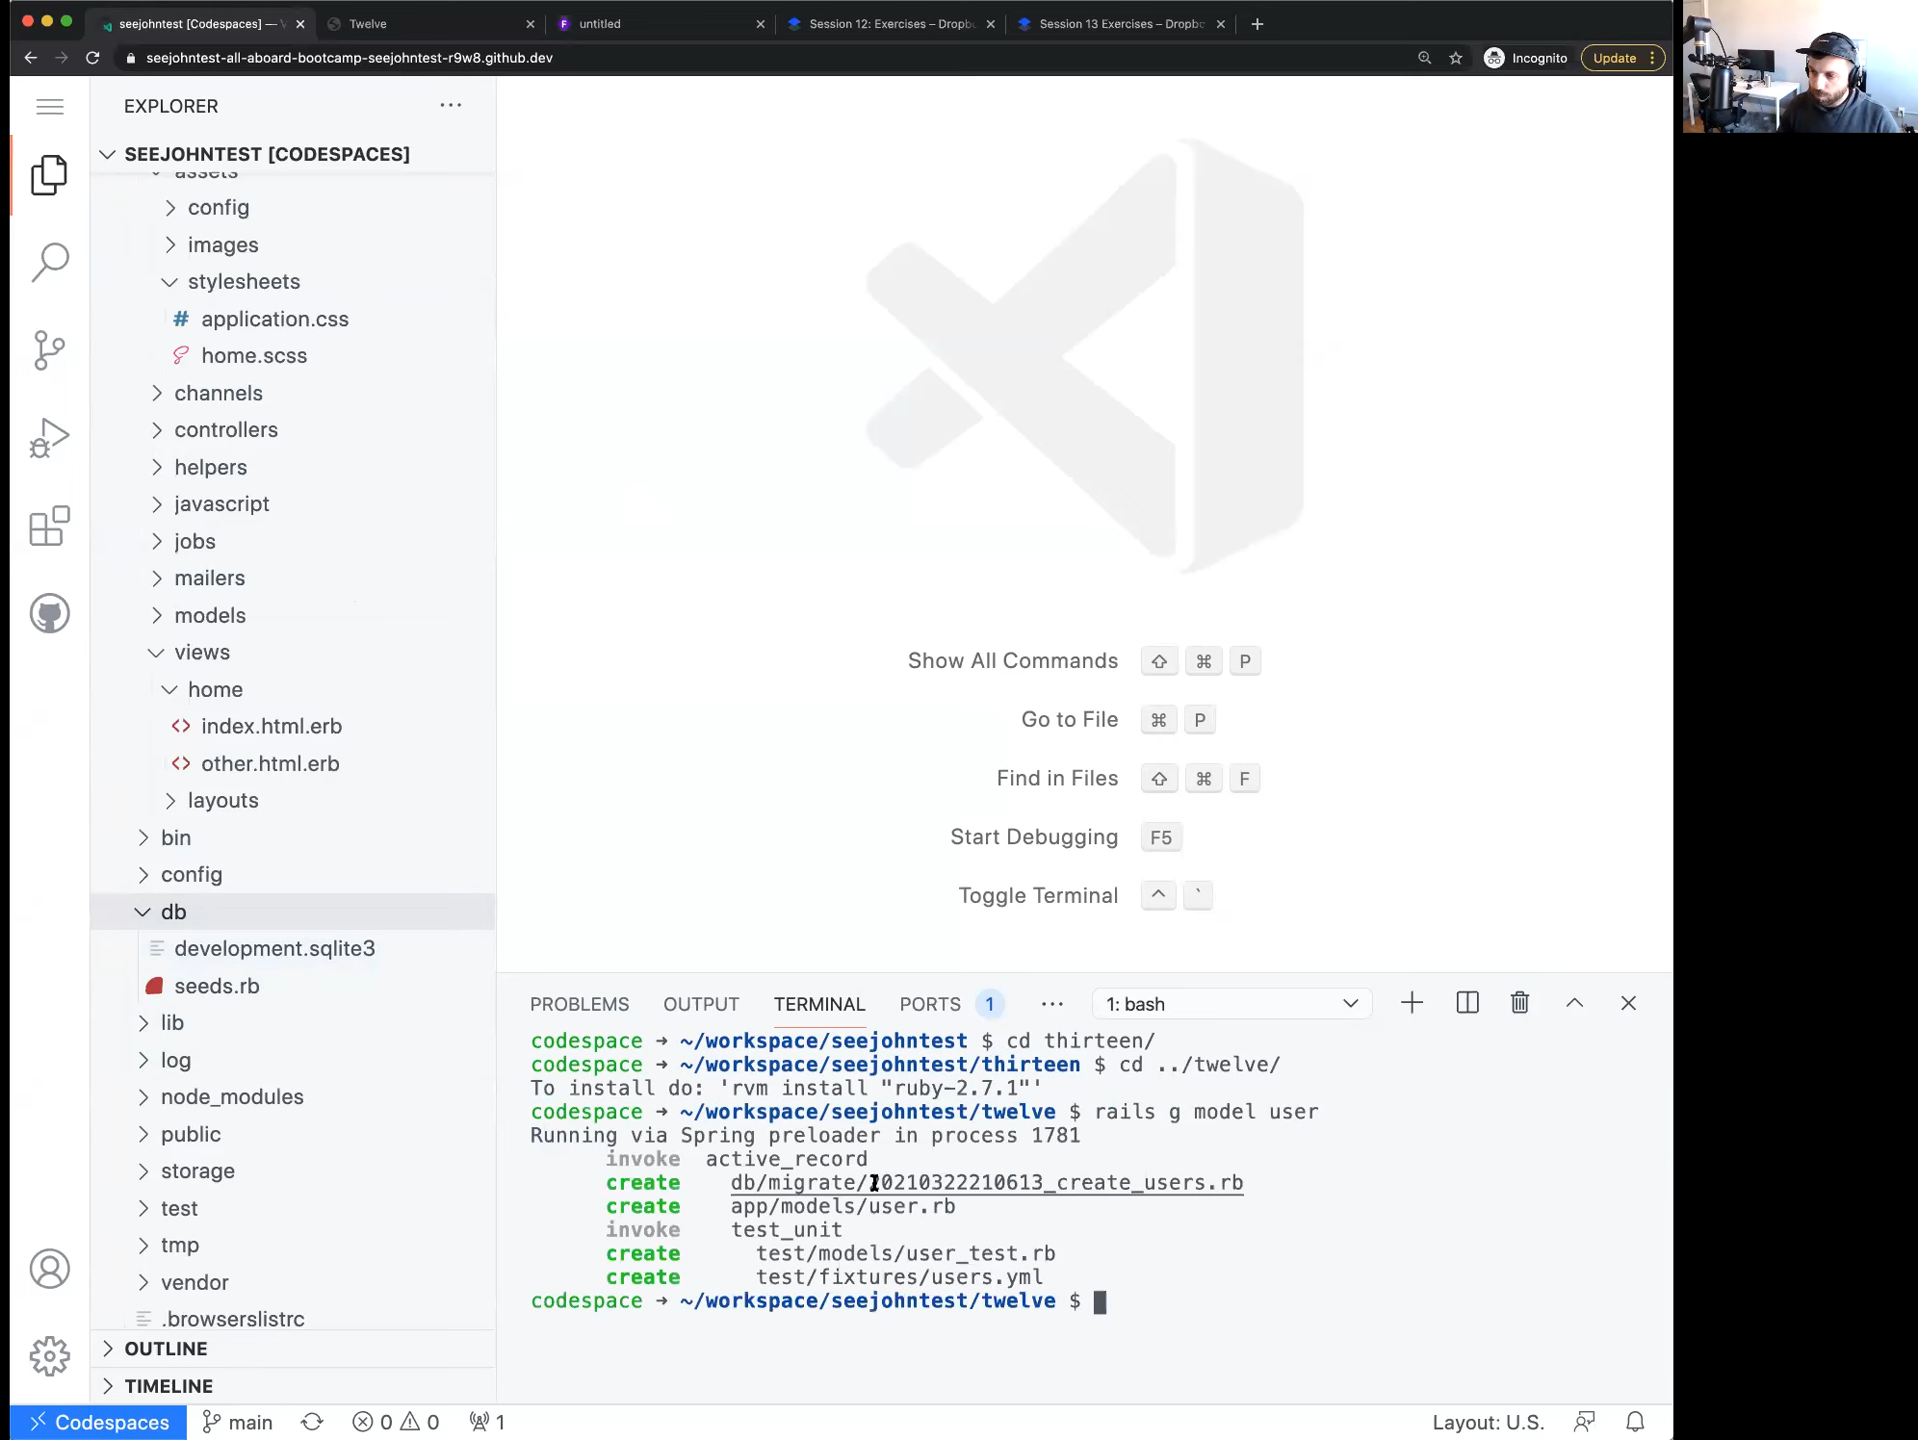 seejohntest [Codespaces] — V
Twelve
untitled
Session 12: Exercises – Dropb
Session 13 Exercises – Dropbo
seejohntest-all-aboard-bootcamp-seejohntest-r9w8.github.dev
Incognito
Update
EXPLORER
SEEJOHNTEST [CODESPACES]
assets
config
images
stylesheets
# application.css
home.scss
channels
controllers
helpers
javascript
jobs
mailers
models
views
home
<> index.html.erb
<> other.html.erb
layouts
bin
config
db
development.sqlite3
seeds.rb
lib
log
node_modules
public
storage
test
tmp
vendor
.browserslistrc
OUTLINE
TIMELINE
Show All Commands ⇧ ⌘ P
Go to File ⌘ P
Find in Files ⇧ ⌘ F
Start Debugging F5
Toggle Terminal ^ `
PROBLEMS OUTPUT TERMINAL PORTS 1 ··· 1: bash
codespace → ~/workspace/seejohntest $ cd thirteen/
codespace → ~/workspace/seejohntest/thirteen $ cd ../twelve/
To install do: 'rvm install "ruby-2.7.1"'
codespace → ~/workspace/seejohntest/twelve $ rails g model user
Running via Spring preloader in process 1781
invoke active_record
create db/migrate/20210322210613_create_users.rb
create app/models/user.rb
invoke test_unit
create test/models/user_test.rb
create test/fixtures/users.yml
codespace → ~/workspace/seejohntest/twelve $
Codespaces main 0 0 1 Layout: U.S.